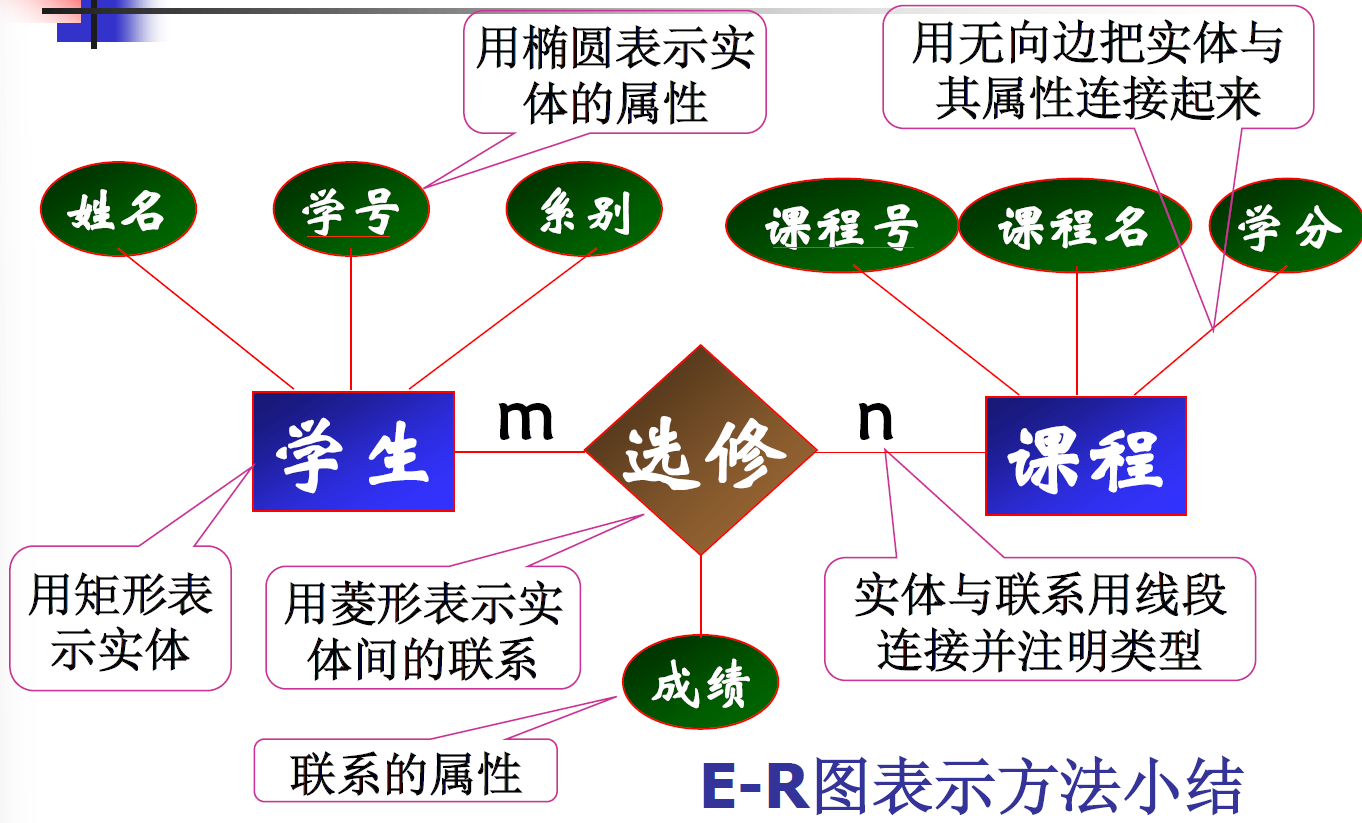 用椭圆表示实
体的属性
用无向边把实体与
其属性连接起来
姓名
学号
系别
课程号
课程名
学分
学生
m
选修
n
课程
用矩形表
示实体
用菱形表示实
体间的联系
实体与联系用线段
连接并注明类型
成绩
联系的属性
E-R图表示方法小结